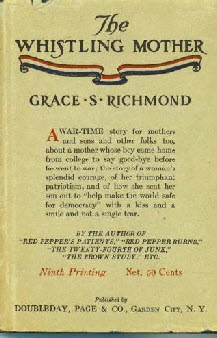 The
WHISTLING MOTHER
GRACE · S · RICHMOND
A WAR-TIME story for mothers
and sons and other folks too,
about a mother whose boy came home
from college to say good-bye before
he went to war; the story of a woman's
splendid courage, of her triumphant
patriotism, and of how she sent her
son out to "help make the world safe
for democracy" with a kiss and a
smile and not a single tear.
BY THE AUTHOR OF
"RED PEPPER'S PATIENTS," "RED PEPPER BURNS,"
"THE TWENTY-FOURTH OF JUNE,"
"THE BROWN STUDY," ETC.
Ninth Printing Net, 50 Cents
Published by
DOUBLEDAY, PAGE & CO., GARDEN CITY, N. Y.